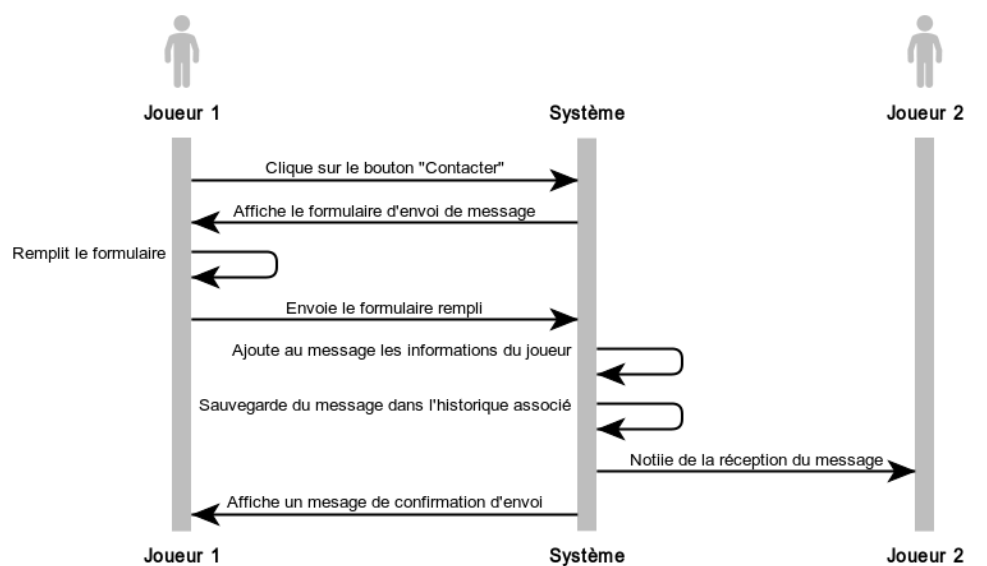 Joueur 1
Système
Joueur 2
Clique sur le bouton "Contacter"
Affiche le formulaire d'envoi de message
Remplit le formulaire
Envoie le formulaire rempli
Ajoute au message les informations du joueur
Sauvegarde du message dans l'historique associé
Notiie de la réception du message
Affiche un mesage de confirmation d'envoi
Joueur 1
Système
Joueur 2